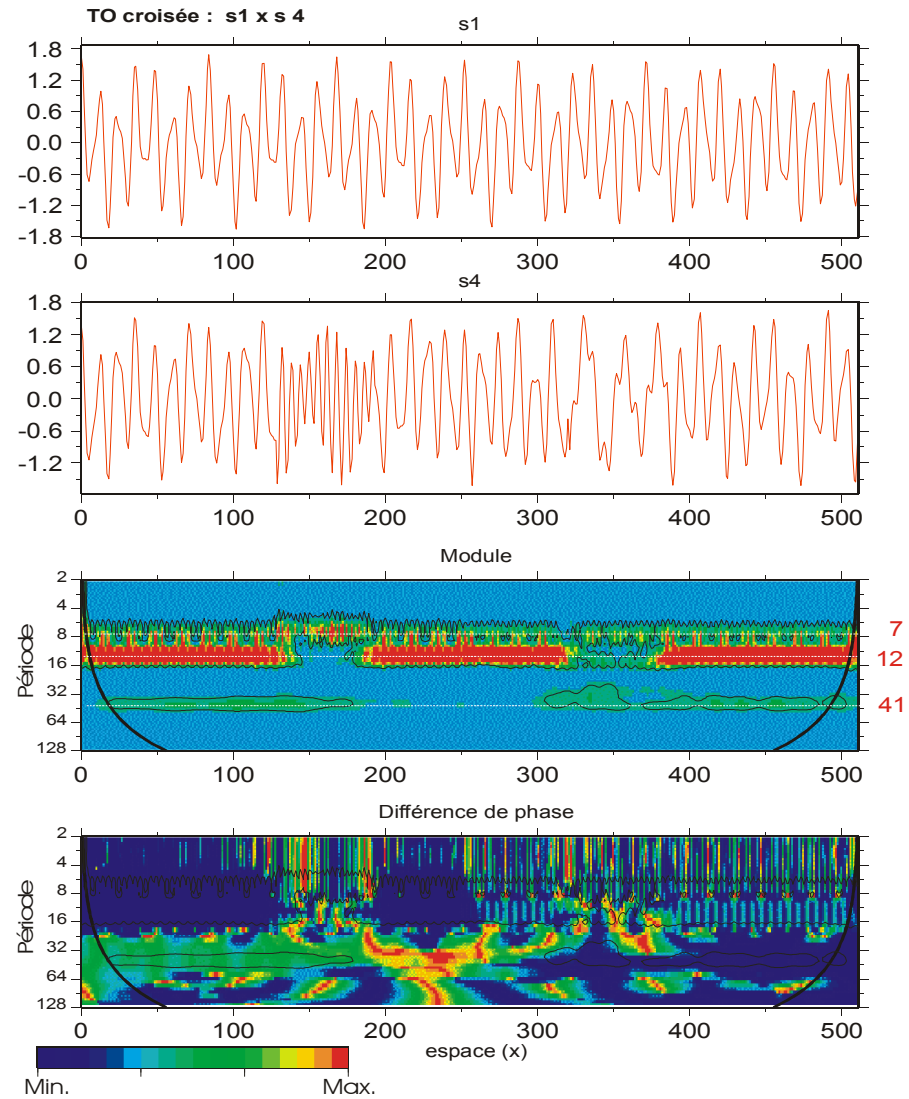 TO croisée : s1 x s 4
s1
1.8
1.2
0.6
0.0
-0.6
-1.2
-1.8
0 100 200 300 400 500
s4
1.8
1.2
0.6
0.0
-0.6
-1.2
0 100 200 300 400 500
Module
Période
2
4
8
16
32
64
128
7
12
41
0 100 200 300 400 500
Différence de phase
Période
2
4
8
16
32
64
128
0 100 200 300 400 500
espace (x)
Min. Max.